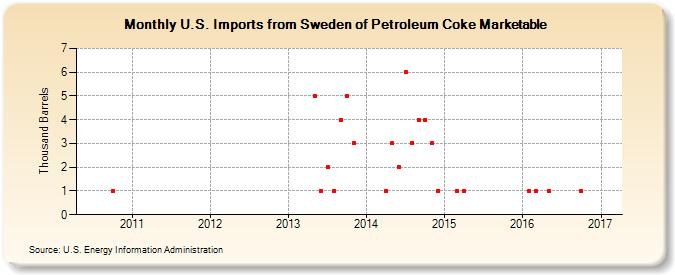 Monthly U.S. Imports from Sweden of Petroleum Coke Marketable
Thousand Barrels
7
6
5
4
3
2
1
0
2011 2012 2013 2014 2015 2016 2017
Source: U.S. Energy Information Administration